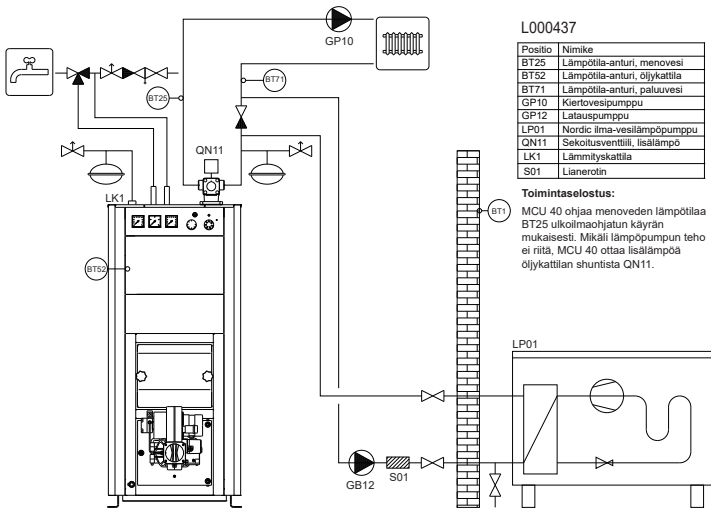 GP10
L000437
Positio Nimike
BT25 Lämpötila-anturi, menovesi
BT52 Lämpötila-anturi, öljykattila
BT71 Lämpötila-anturi, paluuvesi
GP10 Kiertovesipumppu
GP12 Latauspumppu
LP01 Nordic ilma-vesilämpöpumppu
QN11 Sekoitusventtiili, lisälämpö
LK1 Lämmityskattila
S01 Lianerotin
BT71
BT25
QN11
Toimintaselostus:
MCU 40 ohjaa menoveden lämpötilaa
BT25 ulkoilmaohjatun käyrän
mukaisesti. Mikäli lämpöpumpun teho
ei riitä, MCU 40 ottaa lisälämpöä
öljykattilan shuntista QN11.
LK1
BT1
BT52
LP01
GB12
S01